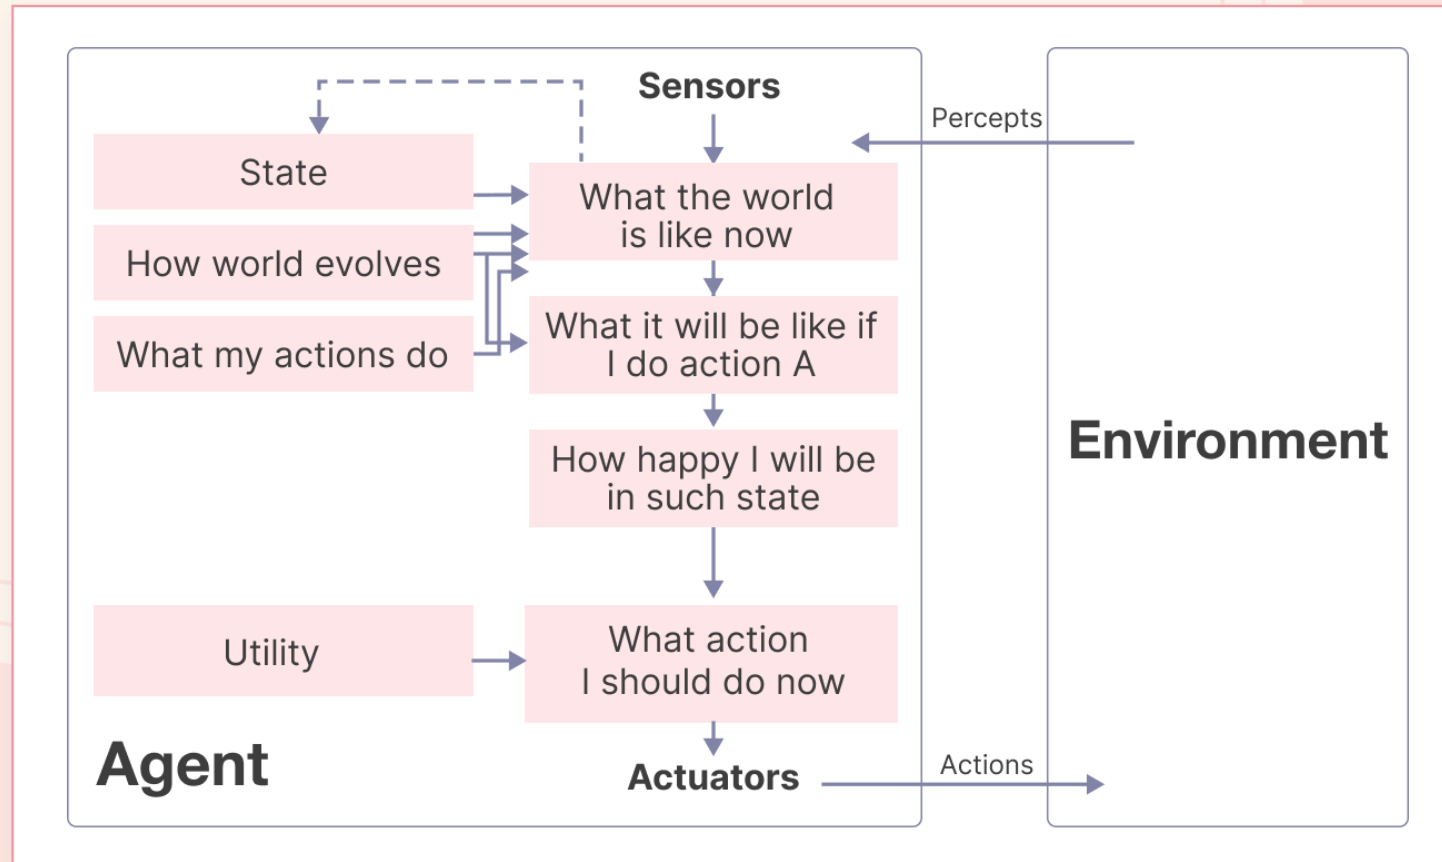 Sensors
Percepts
State
What the world
is like now
How world evolves
What it will be like if
I do action A
What my actions do
Environment
How happy I will be
in such state
Utility
What action
I should do now
Agent
Actuators
Actions